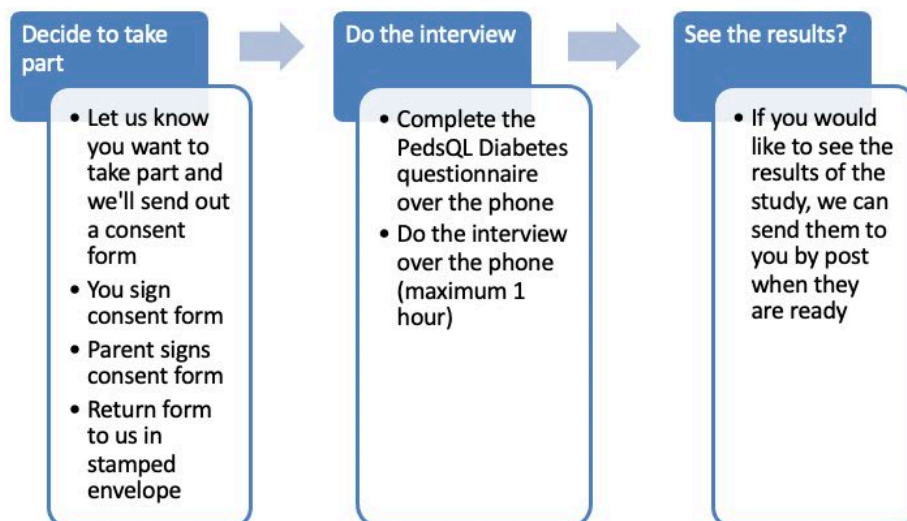 Decide to take
part
• Let us know
you want to
take part and
we'll send out
a consent
form
• You sign
consent form
• Parent signs
consent form
• Return form
to us in
stamped
envelope
Do the interview
• Complete the
PedsQL Diabetes
questionnaire
over the phone
• Do the interview
over the phone
(maximum 1
hour)
See the results?
• If you would
like to see the
results of the
study, we can
send them to
you by post
when they
are ready